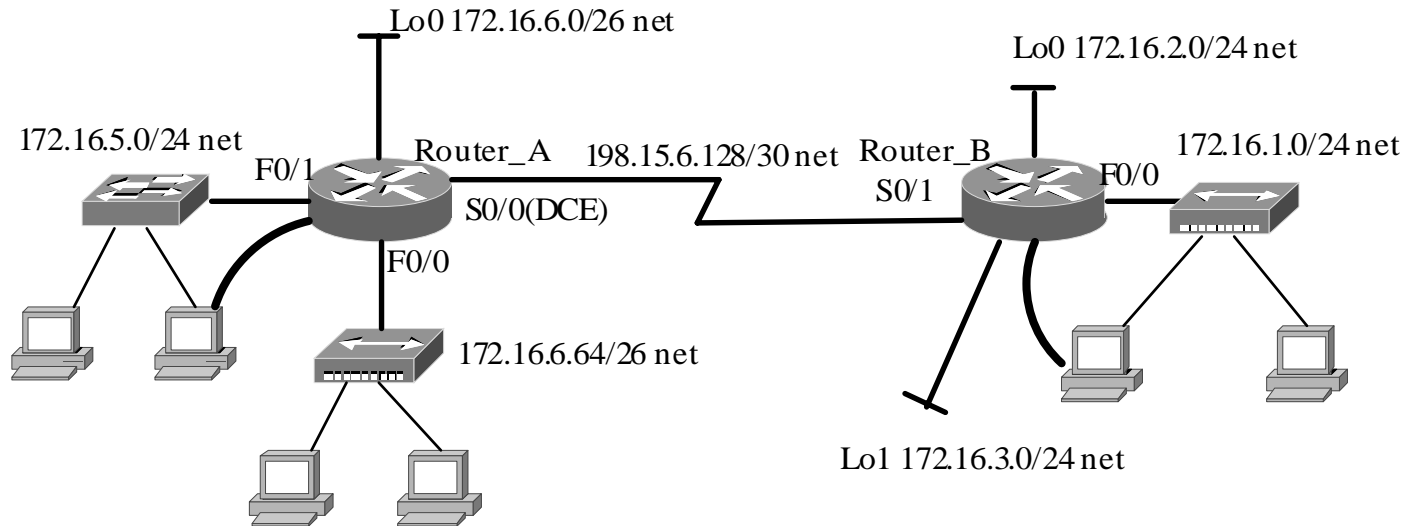 Lo0 172.16.6.0/26 net
Lo0 172.16.2.0/24 net
172.16.5.0/24 net
Router_A
198.15.6.128/30 net
Router_B
172.16.1.0/24 net
F0/1
S0/0(DCE)
S0/1
F0/0
F0/0
172.16.6.64/26 net
Lo1 172.16.3.0/24 net